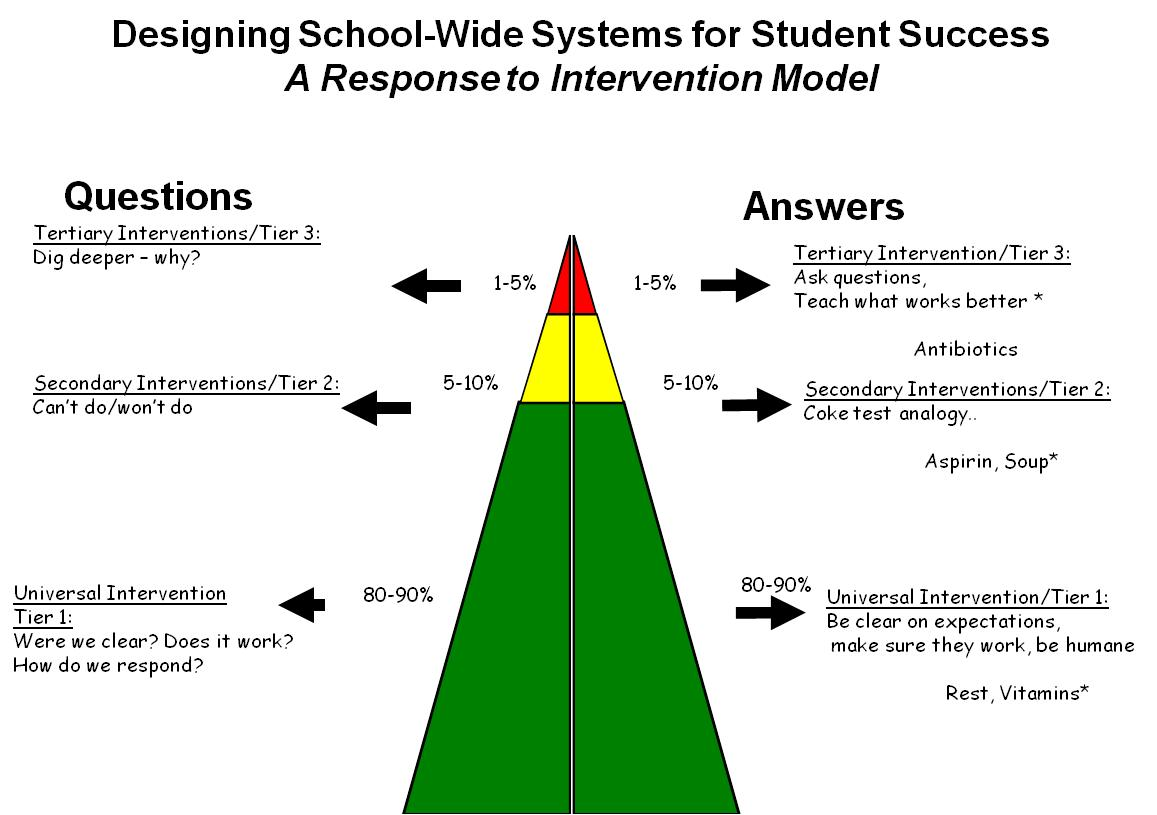 Designing School-Wide Systems for Student Success
A Response to Intervention Model
Questions
Tertiary Interventions/Tier 3:
Dig deeper – why?
1-5%
Secondary Interventions/Tier 2:
Can't do/won't do
5-10%
Universal Intervention
Tier 1:
Were we clear? Does it work?
How do we respond?
80-90%
Answers
1-5%
Tertiary Intervention/Tier 3:
Ask questions,
Teach what works better *
Antibiotics
5-10%
Secondary Interventions/Tier 2:
Coke test analogy..
Aspirin, Soup*
80-90%
Universal Intervention/Tier 1:
Be clear on expectations,
make sure they work, be humane
Rest, Vitamins*